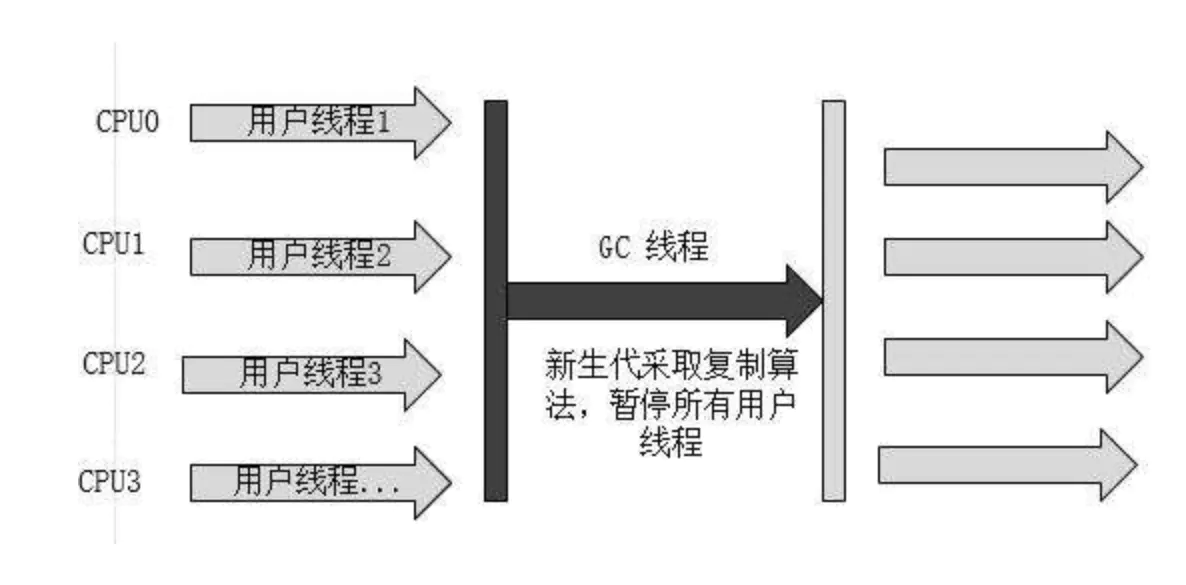 CPU0
用户线程1
CPU1
用户线程2
CPU2
用户线程3
CPU3
用户线程...
GC 线程
新生代采取复制算
法，暂停所有用户
线程